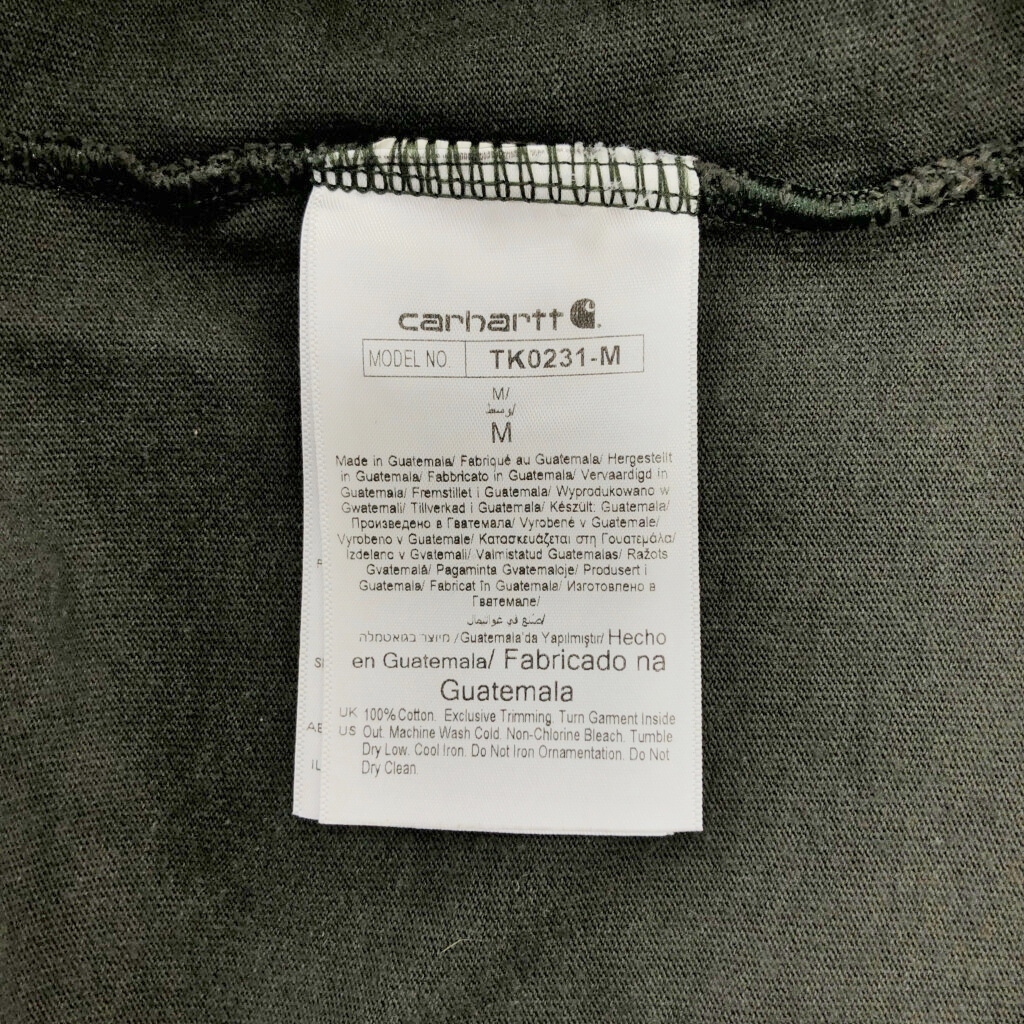 carhartt
MODEL NO. TK0231-M
M/
وسط/
M
Made in Guatemala/ Fabriqué au Guatemala/ Hergestellt
in Guatemala/ Fabbricato in Guatemala/ Vervaardigd in
Guatemala/ Fremstillet i Guatemala/ Wyprodukowano w
Gwatemali/ Tillverkad i Guatemala/ Készült: Guatemala/
Произведено в Гватемала/ Vyrobené v Guatemale/
Vyrobeno v Guatemale/ Κατασκευάζεται στη Γουατεμάλα/
Izdelano v Gvatemali/ Valmistatud Guatemalas/ Ražots
Gvatemalā/ Pagaminta Gvatemaloje/ Produsert i
Guatemala/ Fabricat în Guatemala/ Изготовлено в
Гватемале/
صنع في غواتيمال/
מיוצר בגואטמלה /Guatemala'da Yapılmıştır/ Hecho
en Guatemala/ Fabricado na
Guatemala
UK 100% Cotton. Exclusive Trimming. Turn Garment Inside
US Out. Machine Wash Cold. Non-Chlorine Bleach. Tumble
Dry Low. Cool Iron. Do Not Iron Ornamentation. Do Not
Dry Clean.
AE
IL